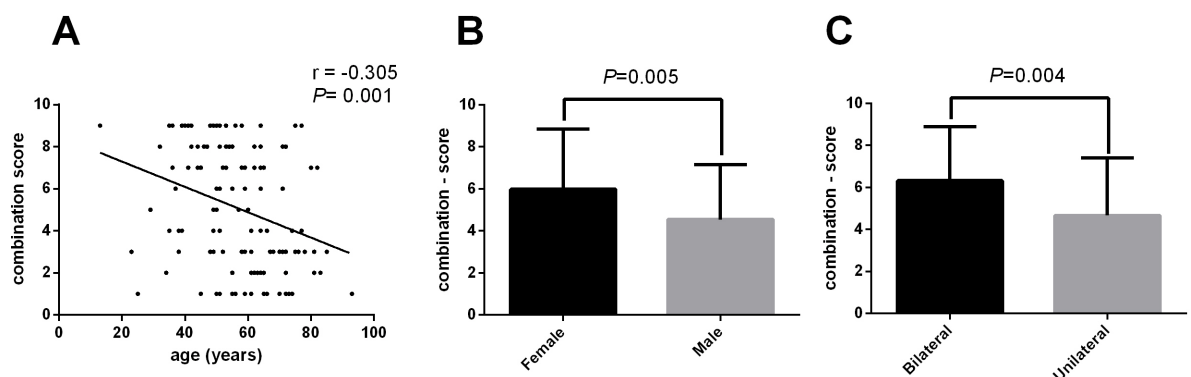 A
r = -0.305
P= 0.001
10
8
6
4
2
0
combination score
0 20 40 60 80 100
age (years)
B
P=0.005
10
8
6
4
2
0
combination - score
Female
Male
C
P=0.004
10
8
6
4
2
0
combination - score
Bilateral
Unilateral